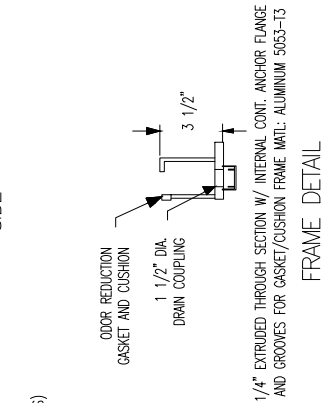 S)
ODOR REDUCTION
GASKET AND CUSHION
1 1/2" DIA.
DRAIN COUPLING
3 1/2"
1/4" EXTRUDED THROUGH SECTION W/ INTERNAL CONT. ANCHOR FLANGE
AND GROOVES FOR GASKET/CUSHION FRAME MATL: ALUMINUM 5053-T3
FRAME DETAIL